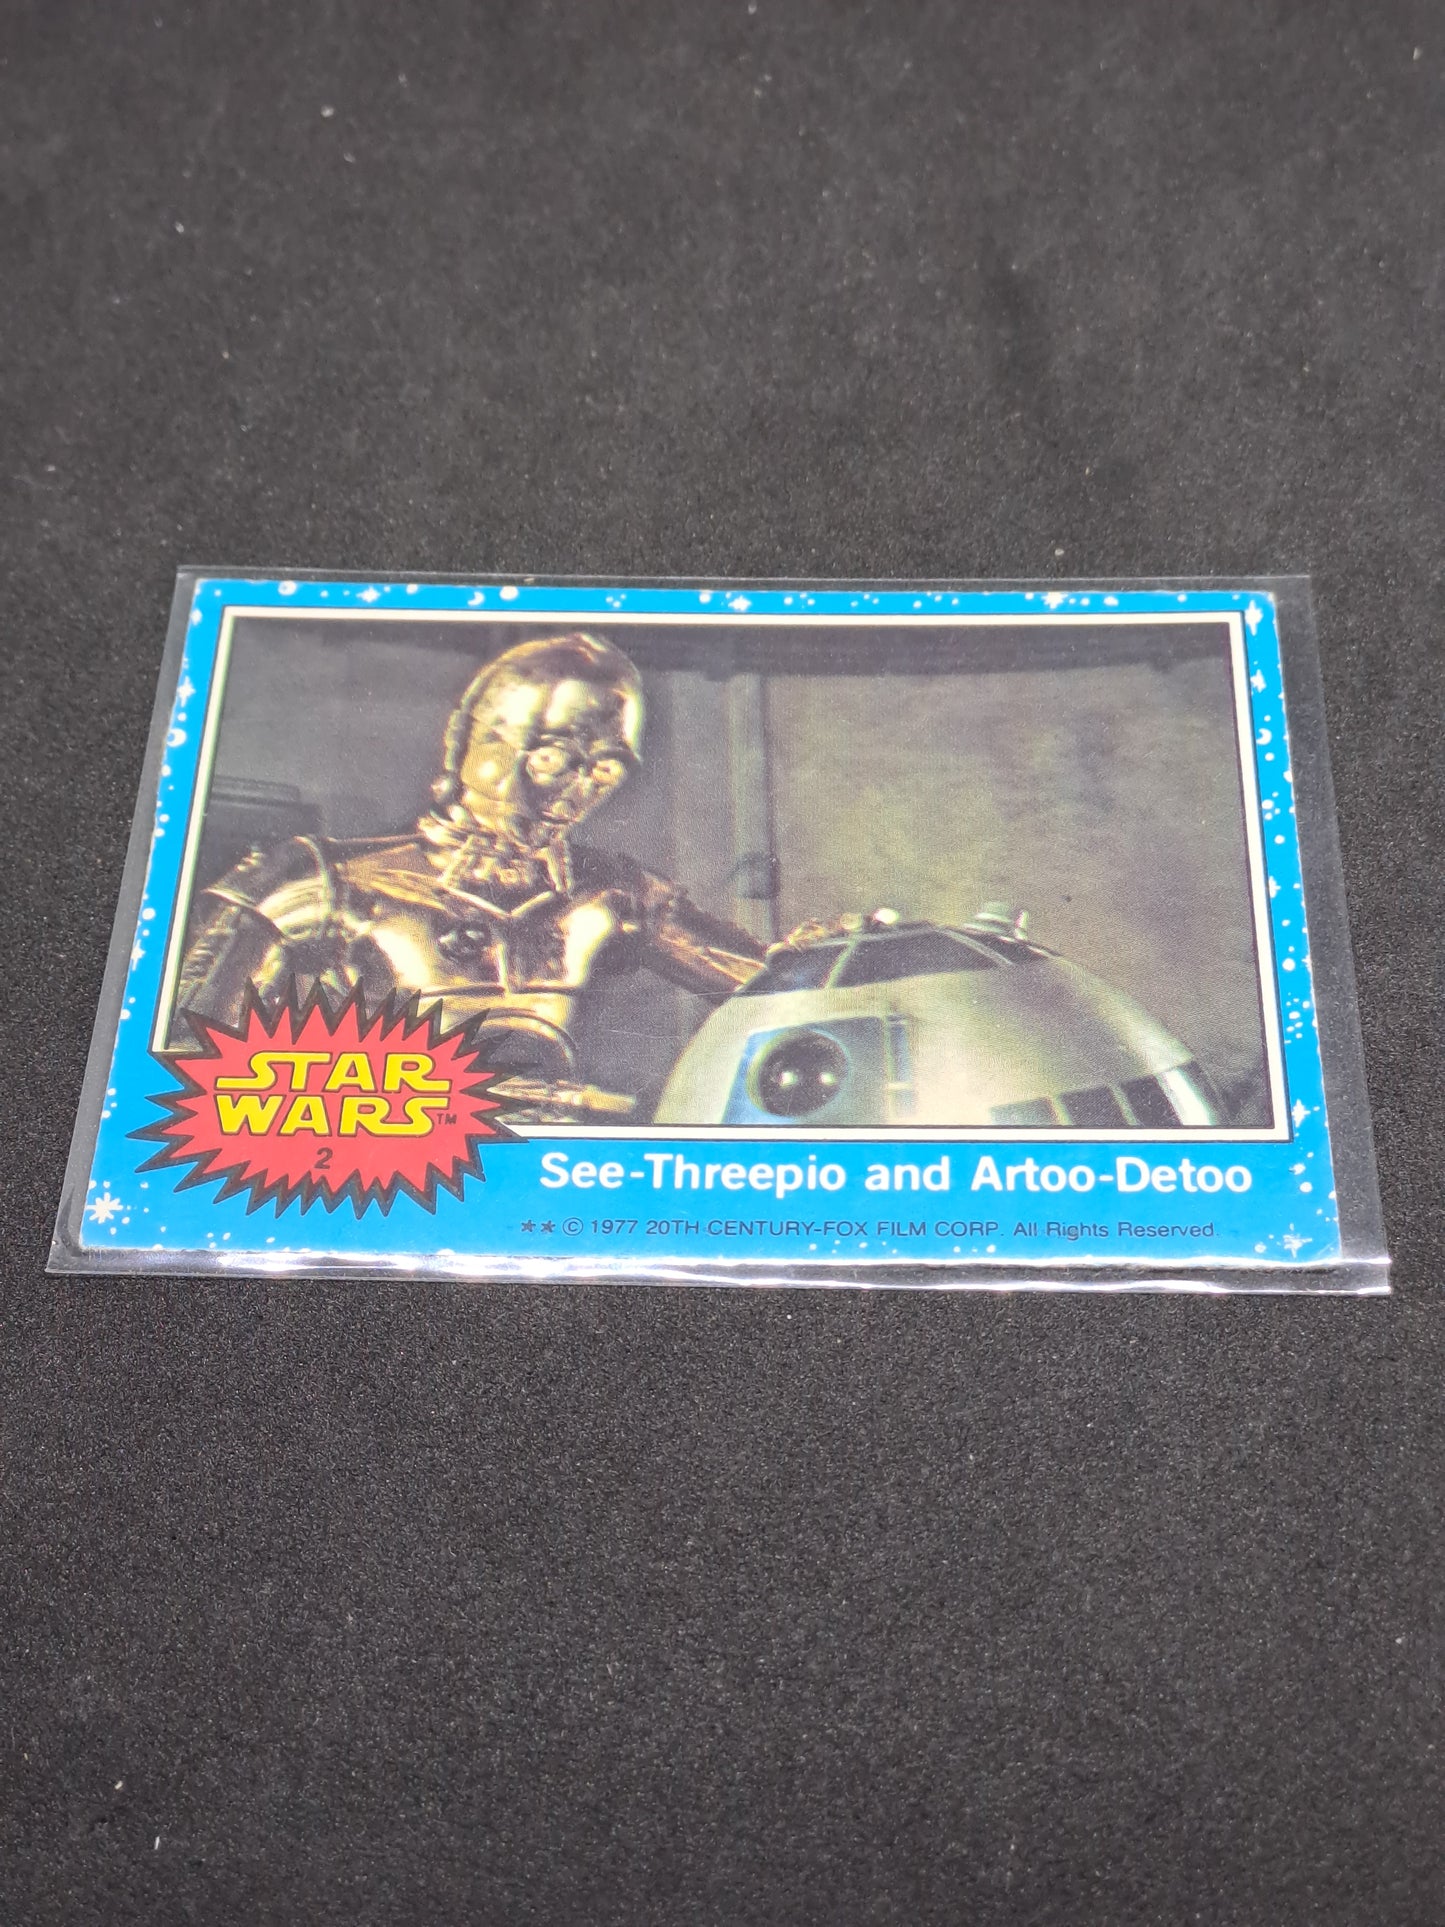 STAR
WARS™
2
See-Threepio and Artoo-Detoo
** © 1977 20TH CENTURY-FOX FILM CORP. All Rights Reserved.